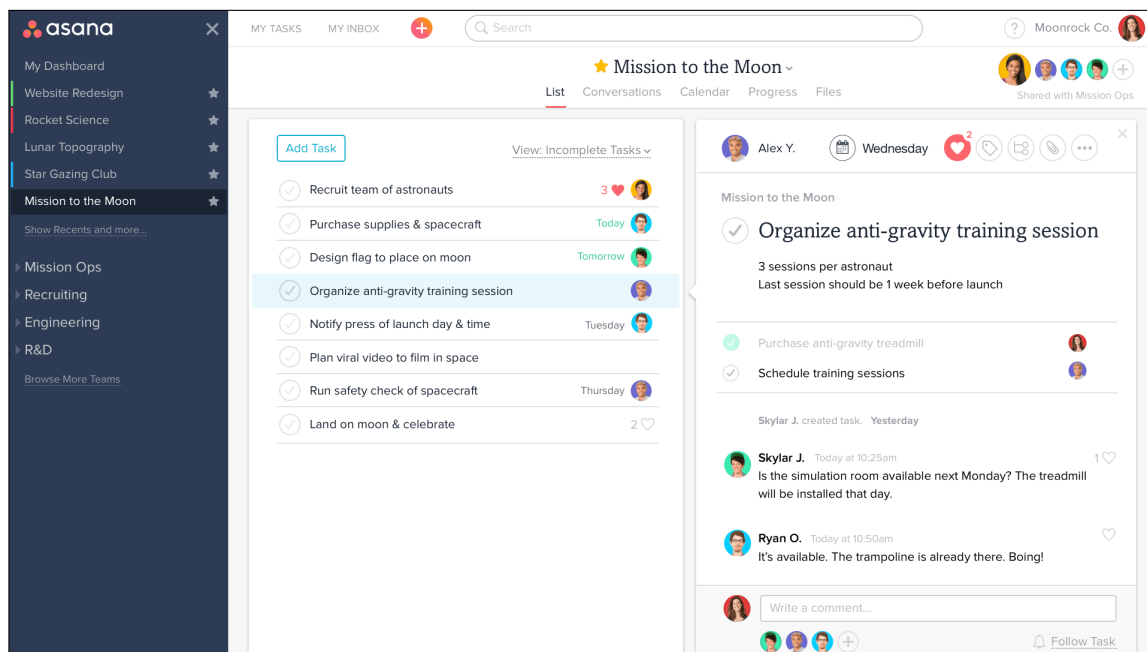 asana
MY TASKS
MY INBOX
Search
?
Moonrock Co.
My Dashboard
Website Redesign
Rocket Science
Lunar Topography
Star Gazing Club
Mission to the Moon
Show Recents and more...
Mission Ops
Recruiting
Engineering
R&D
Browse More Teams
Mission to the Moon
List
Conversations
Calendar
Progress
Files
Shared with Mission Ops
Add Task
View: Incomplete Tasks
Recruit team of astronauts 3
Purchase supplies & spacecraft Today
Design flag to place on moon Tomorrow
Organize anti-gravity training session
Notify press of launch day & time Tuesday
Plan viral video to film in space
Run safety check of spacecraft Thursday
Land on moon & celebrate 2
Alex Y.
Wednesday
2
Mission to the Moon
Organize anti-gravity training session
3 sessions per astronaut
Last session should be 1 week before launch
Purchase anti-gravity treadmill
Schedule training sessions
Skylar J. created task. Yesterday
Skylar J. Today at 10:25am 1
Is the simulation room available next Monday? The treadmill
will be installed that day.
Ryan O. Today at 10:50am
It's available. The trampoline is already there. Boing!
Write a comment...
Follow Task